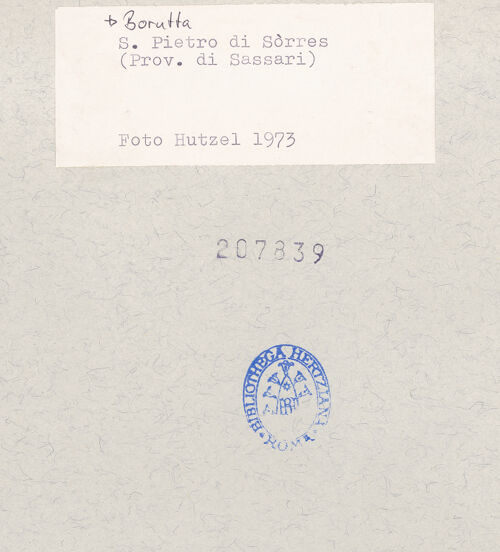 → Borutta
S. Pietro di Sòrres
(Prov. di Sassari)
Foto Hutzel 1973
207839
BIBLIOTHECA HERTZIANA
ROMA